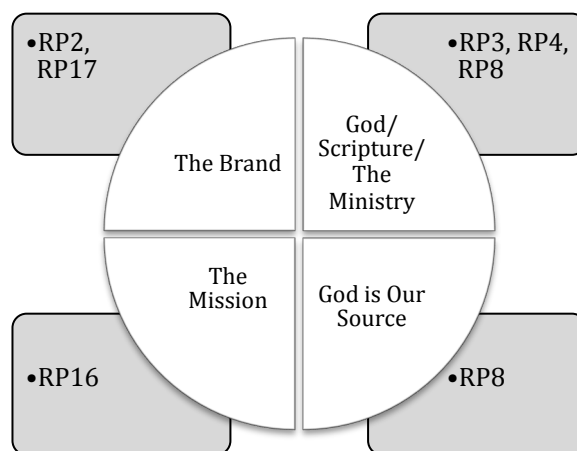 •RP2,
RP17
•RP3, RP4,
RP8
The Brand
God/
Scripture/
The
Ministry
The
Mission
God is Our
Source
•RP16
•RP8